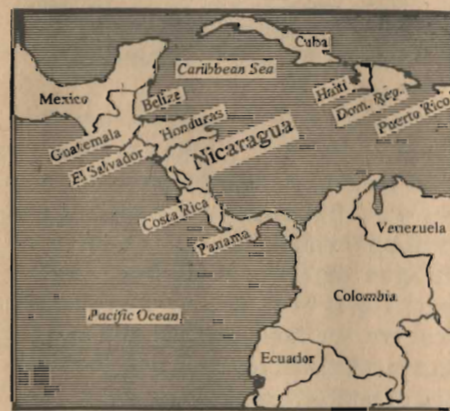 Cuba
Caribbean Sea
Mexico
Belize
Haiti
Dom. Rep.
Puerto Rico
Guatemala
Honduras
El Salvador
Nicaragua
Costa Rica
Panama
Venezuela
Colombia
Pacific Ocean
Ecuador